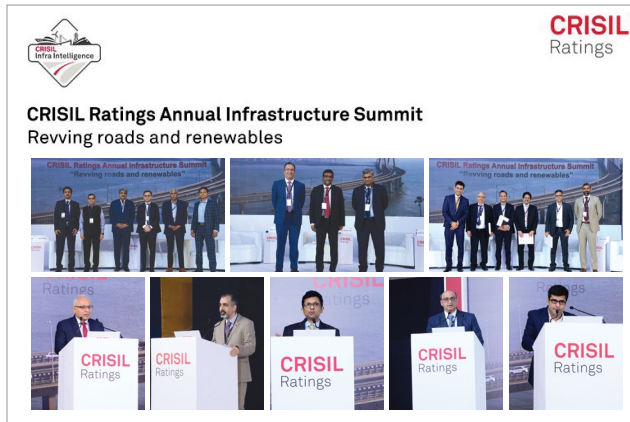 CRISIL
Infra Intelligence
CRISIL
Ratings
CRISIL Ratings Annual Infrastructure Summit
Revving roads and renewables
CRISIL Ratings Annual Infrastructure Summit
"Revving roads and renewables"
CRISIL Ratings Annual Infrastructure Summit
"Revving roads and renewables"
Ratings
CRISIL
Ratings
CRISIL
Ratings
CRISIL
Ratings
CRISIL
Ratings
CRISIL
Ratings